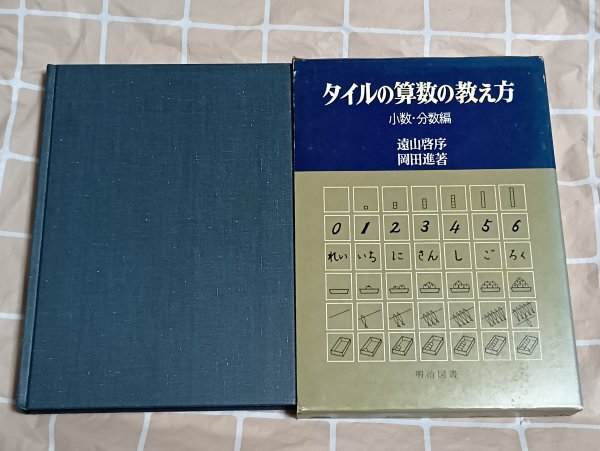 タイルの算数の教え方
小数・分数編
遠山啓序
岡田進著
0 1 2 3 4 5 6
れい いち に さん し ご ろく
明治図書